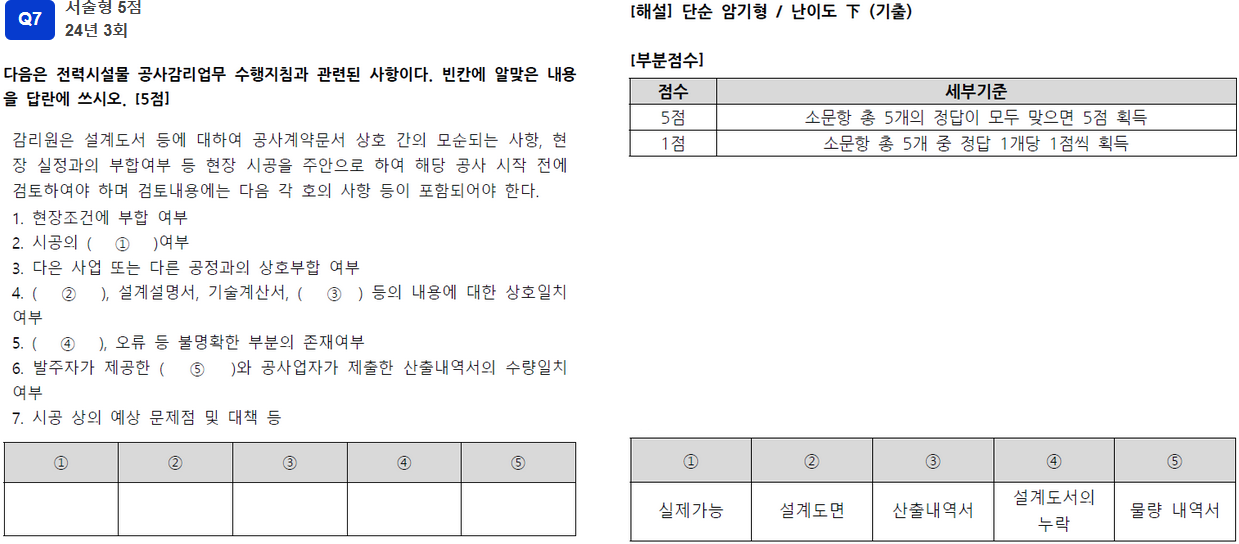 Q7
서술형 5점
24년 3회
다음은 전력시설물 공사감리업무 수행지침과 관련된 사항이다. 빈칸에 알맞은 내용
을 답란에 쓰시오. [5점]
감리원은 설계도서 등에 대하여 공사계약문서 상호 간의 모순되는 사항, 현
장 실정과의 부합여부 등 현장 시공을 주안으로 하여 해당 공사 시작 전에
검토하여야 하며 검토내용에는 다음 각 호의 사항 등이 포함되어야 한다.
1. 현장조건에 부합 여부
2. 시공의 ( ① )여부
3. 다은 사업 또는 다른 공정과의 상호부합 여부
4. ( ② ), 설계설명서, 기술계산서, ( ③ ) 등의 내용에 대한 상호일치
여부
5. ( ④ ), 오류 등 불명확한 부분의 존재여부
6. 발주자가 제공한 ( ⑤ )와 공사업자가 제출한 산출내역서의 수량일치
여부
7. 시공 상의 예상 문제점 및 대책 등
① ② ③ ④ ⑤
[해설] 단순 암기형 / 난이도 下 (기출)
[부분점수]
점수 세부기준
5점 소문항 총 5개의 정답이 모두 맞으면 5점 획득
1점 소문항 총 5개 중 정답 1개당 1점씩 획득
① ② ③ ④ ⑤
실제가능 설계도면 산출내역서 설계도서의 누락 물량 내역서